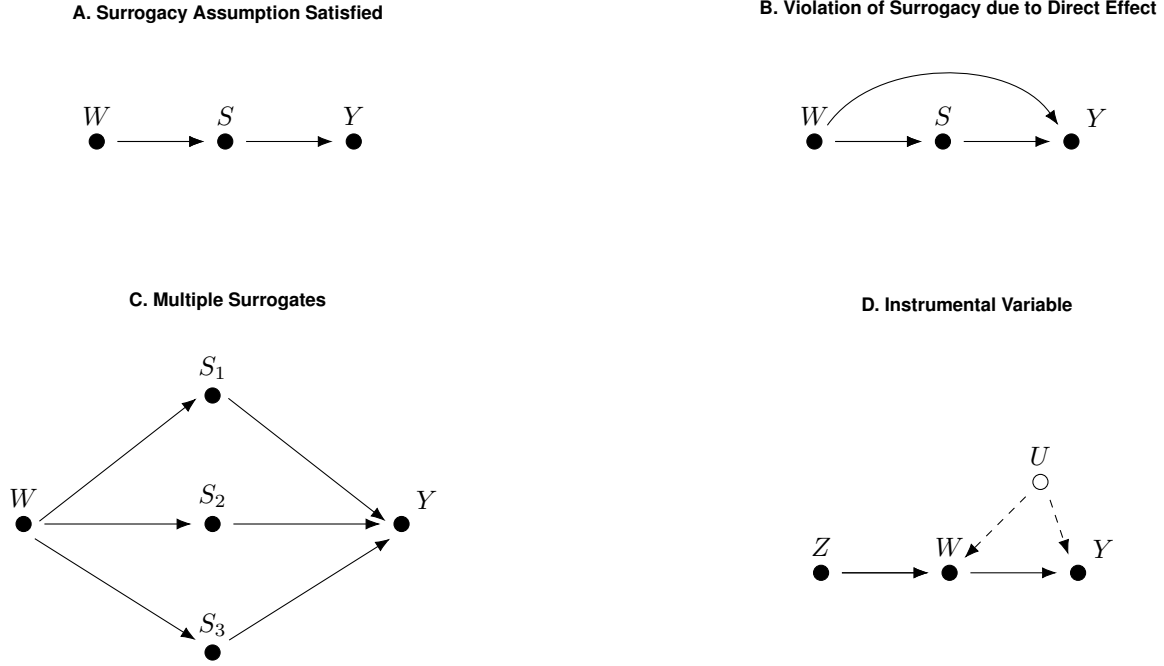 A. Surrogacy Assumption Satisfied
W S Y
B. Violation of Surrogacy due to Direct Effect
W S Y
C. Multiple Surrogates
S₁
W S₂ Y
S₃
D. Instrumental Variable
U
Z W Y